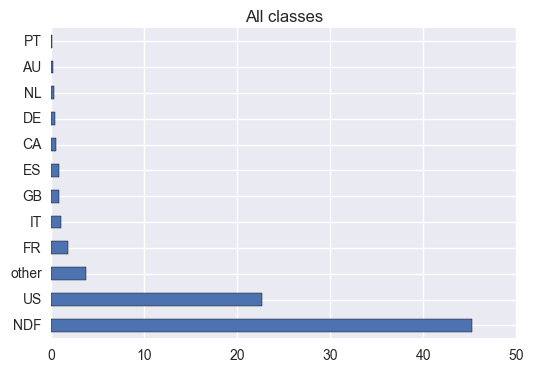 All classes
PT
AU
NL
DE
CA
ES
GB
IT
FR
other
US
NDF
0 10 20 30 40 50